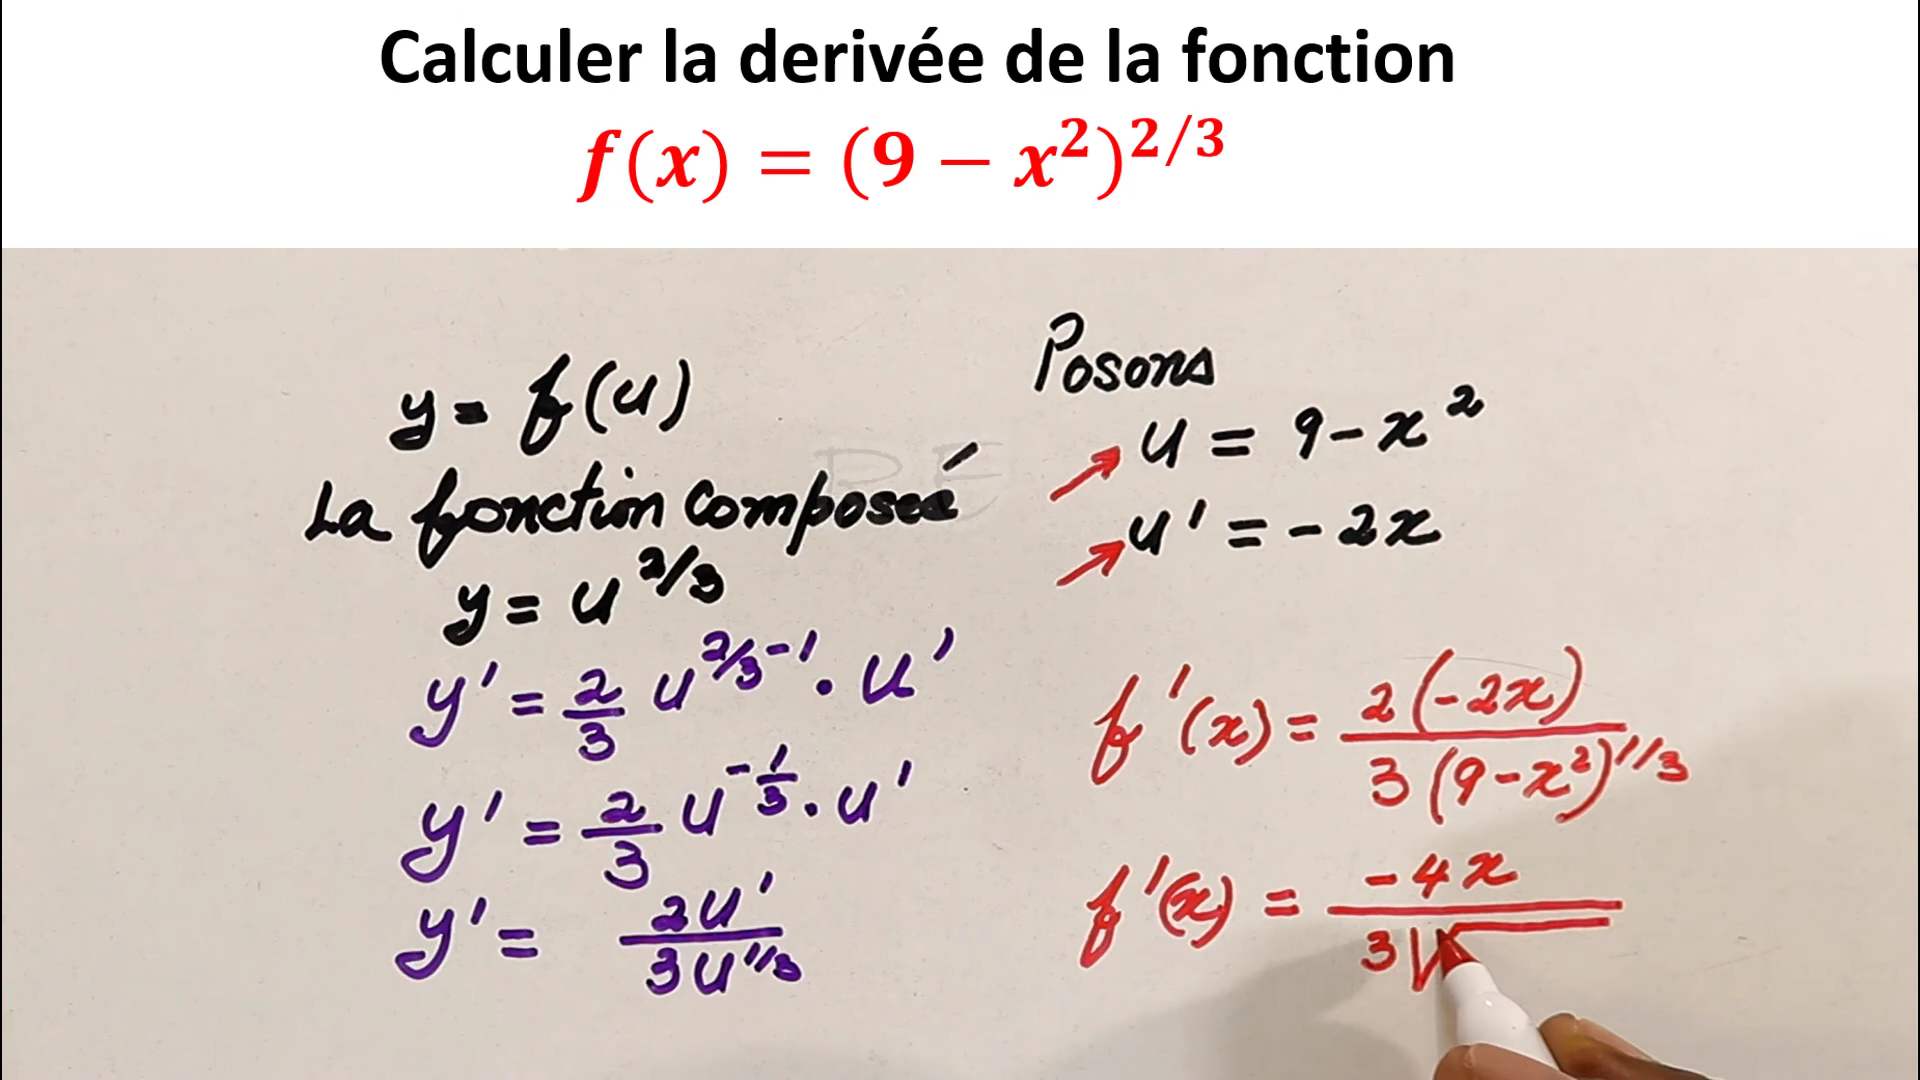 Calculer la derivée de la fonction
f(x) = (9 − x²)^2/3
y = f(u)
La fonction composeé
y = u^2/3
y' = 2/3 u^2/3-1 . u'
y' = 2/3 u^-1/3 . u'
y' = 2u' / 3u^1/3
Posons
u = 9 - x²
u' = - 2x
f'(x) = 2(-2x) / 3(9-x²)^1/3
f'(x) = -4x / 3√